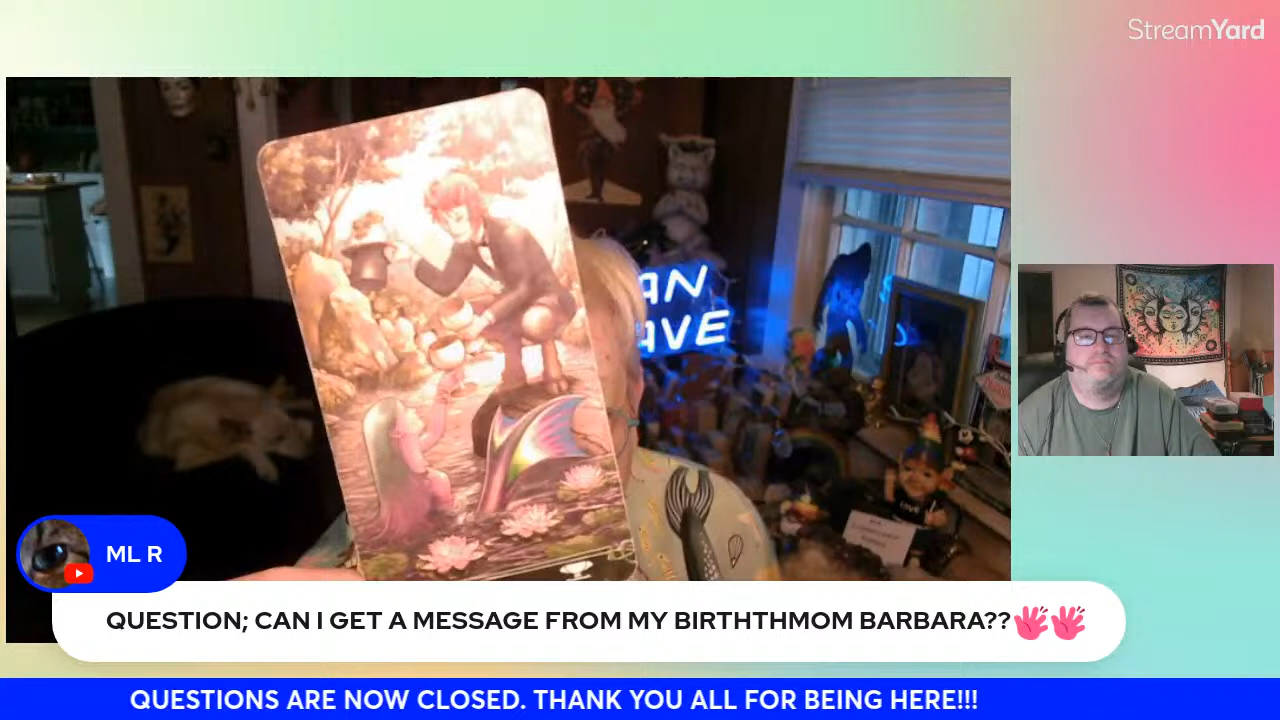 StreamYard
AN
AVE
LOVE
ML R
QUESTION; CAN I GET A MESSAGE FROM MY BIRTHTHMOM BARBARA??
QUESTIONS ARE NOW CLOSED. THANK YOU ALL FOR BEING HERE!!!